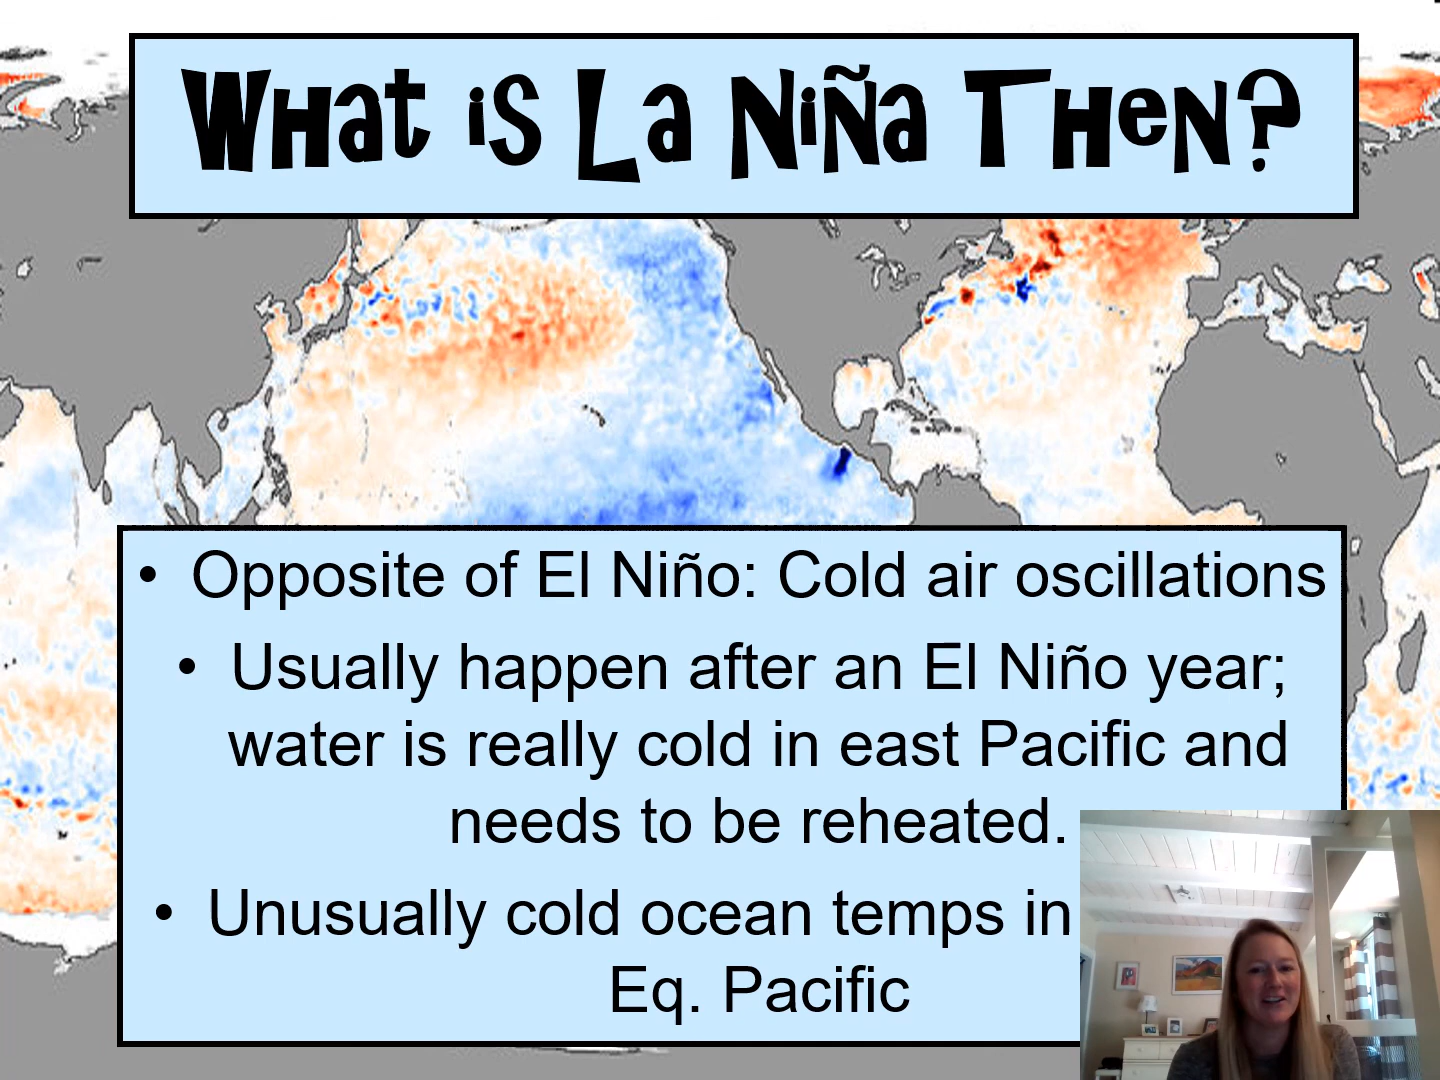 What is La Niña Then?
• Opposite of El Niño: Cold air oscillations
• Usually happen after an El Niño year;
water is really cold in east Pacific and
needs to be reheated.
• Unusually cold ocean temps in
Eq. Pacific